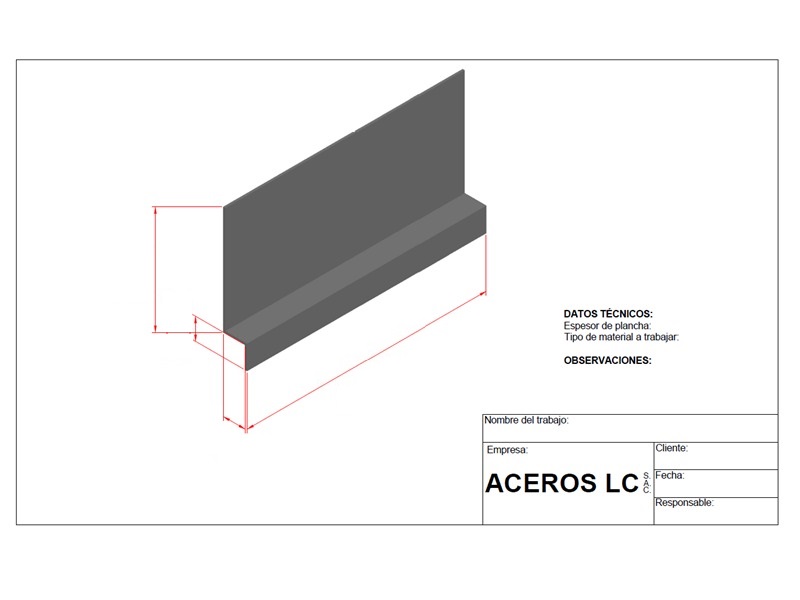 DATOS TÉCNICOS:
Espesor de plancha:
Tipo de material a trabajar:
OBSERVACIONES:
Nombre del trabajo:
Empresa:
ACEROS LC S.A.C.
Cliente:
Fecha:
Responsable: